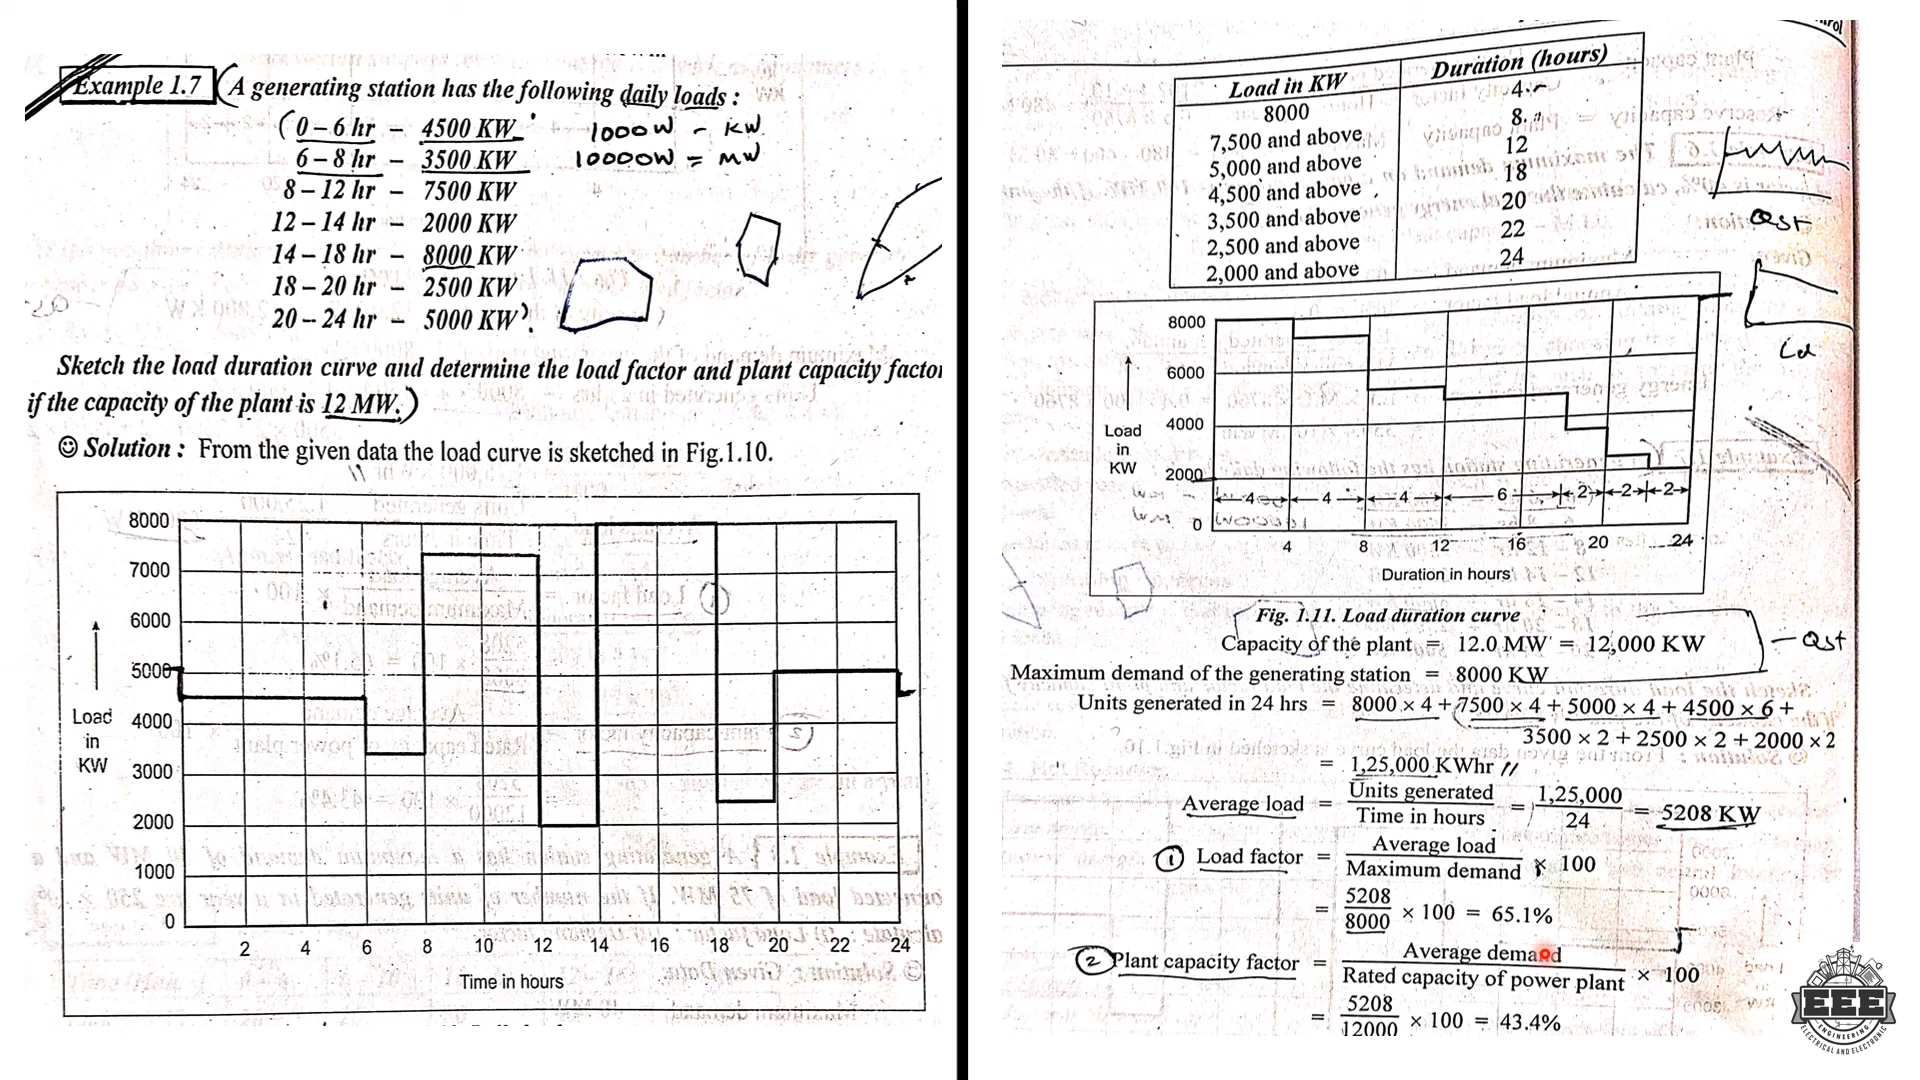 Example 1.7 A generating station has the following daily loads :
0 – 6 hr – 4500 KW 1000W - KW
6 – 8 hr – 3500 KW 10000W = MW
8 – 12 hr – 7500 KW
12 – 14 hr – 2000 KW
14 – 18 hr – 8000 KW
18 – 20 hr – 2500 KW
20 – 24 hr – 5000 KW
Sketch the load duration curve and determine the load factor and plant capacity factor
if the capacity of the plant is 12 MW.
☺ Solution : From the given data the load curve is sketched in Fig.1.10.
8000
7000
6000
5000
4000
3000
2000
1000
0
Load
in
KW
2 4 6 8 10 12 14 16 18 20 22 24
Time in hours
Load in KW Duration (hours)
8000 4
7,500 and above 8
5,000 and above 12
4,500 and above 18
3,500 and above 20
2,500 and above 22
2,000 and above 24
Qst
8000
6000
4000
2000
0
Load
in
KW
4 4 4 6 2 2 2
4 8 12 16 20 24
Duration in hours
Fig. 1.11. Load duration curve
Capacity of the plant = 12.0 MW = 12,000 KW - Qst
Maximum demand of the generating station = 8000 KW
Units generated in 24 hrs = 8000 × 4 + 7500 × 4 + 5000 × 4 + 4500 × 6 +
3500 × 2 + 2500 × 2 + 2000 × 2
= 1,25,000 KWhr
Average load = Units generated / Time in hours = 1,25,000 / 24 = 5208 KW
① Load factor = Average load / Maximum demand × 100
= 5208 / 8000 × 100 = 65.1%
② Plant capacity factor = Average demand / Rated capacity of power plant × 100
= 5208 / 12000 × 100 = 43.4%
EEE
ENGINEERING
ELECTRICAL AND ELECTRONIC